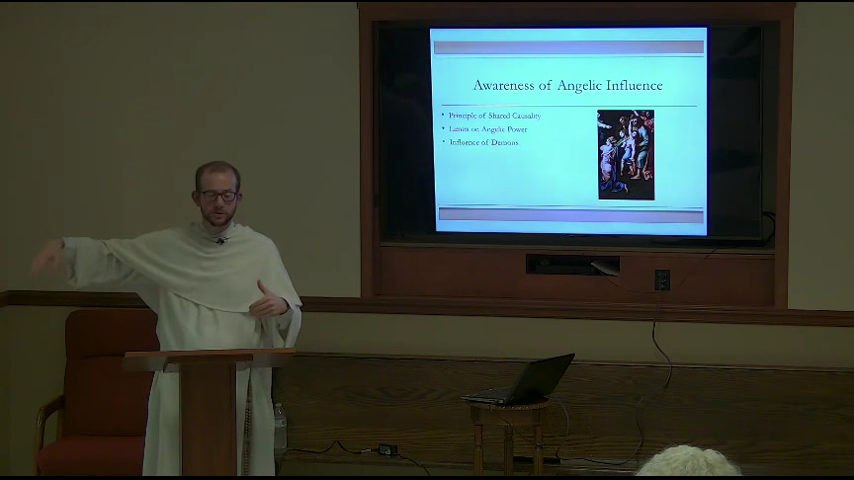 Awareness of Angelic Influence
• Principle of Shared Causality
• Limits on Angelic Power
• Influence of Demons